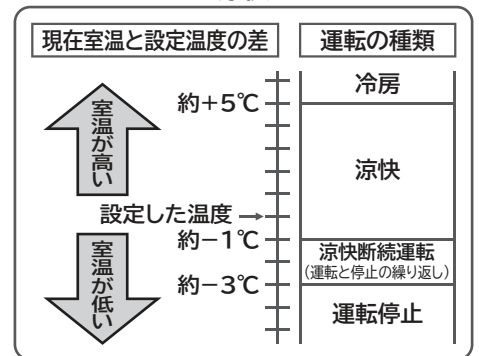 現在室温と設定温度の差
運転の種類
室温が高い
約＋5℃
設定した温度→
約－1℃
約－3℃
室温が低い
冷房
涼快
涼快断続運転
(運転と停止の繰り返し)
運転停止